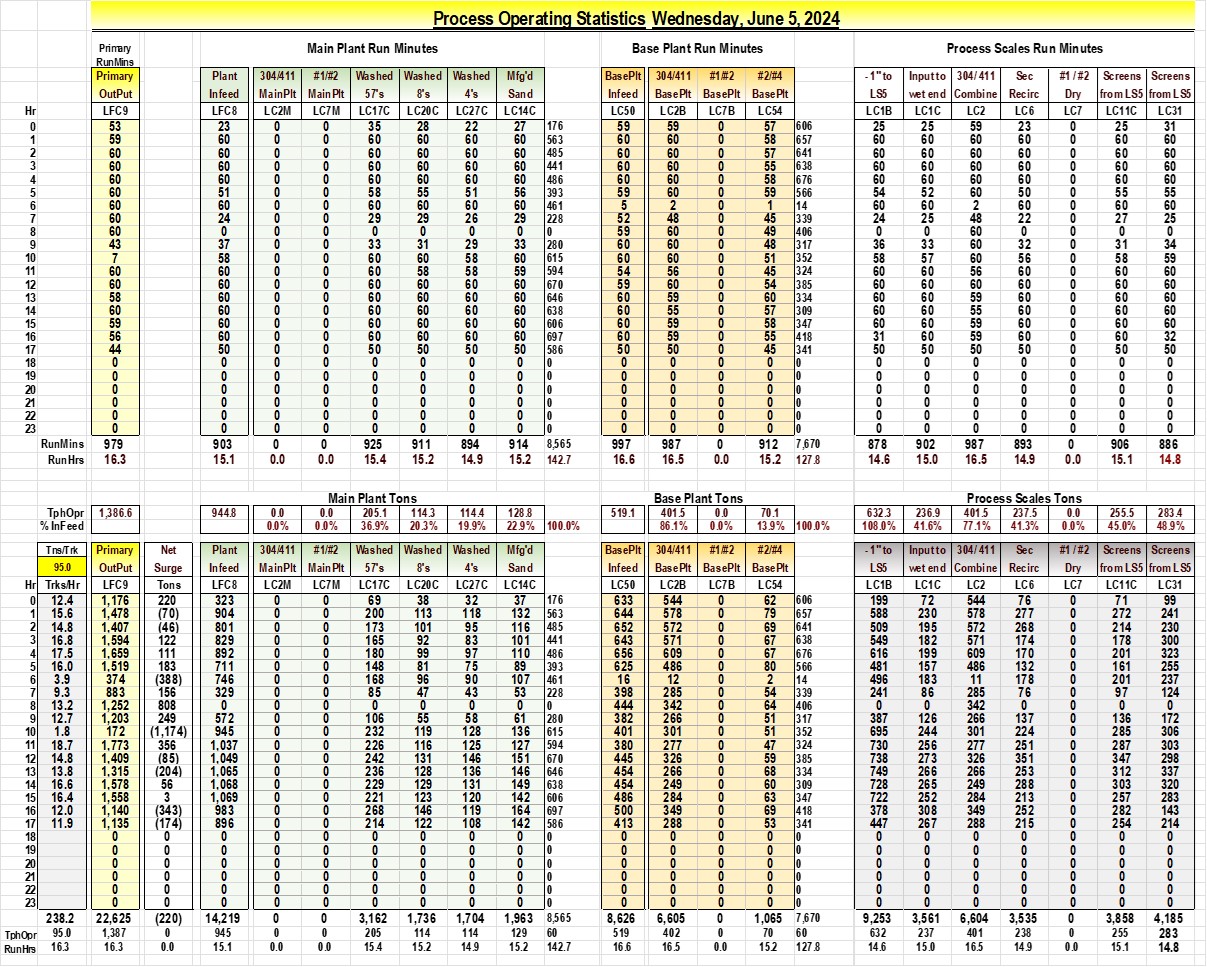 Process Operating Statistics Wednesday, June 5, 2024
Primary Main Plant Run Minutes Base Plant Run Minutes Process Scales Run Minutes
RunMins
Primary Plant 304/411 #1/#2 Washed Washed Washed Mfg'd BasePlt 304/411 #1/#2 #2/#4 - 1" to Input to 304/ 411 Sec #1 / #2 Screens Screens
OutPut Infeed MainPlt MainPlt 57's 8's 4's Sand Infeed BasePlt BasePlt BasePlt LS5 wet end Combine Recirc Dry from LS5 from LS5
Hr LFC9 LFC8 LC2M LC7M LC17C LC20C LC27C LC14C LC50 LC2B LC7B LC54 LC1B LC1C LC2 LC6 LC7 LC11C LC31
0 53 23 0 0 35 28 22 27 176 59 59 0 57 606 25 25 59 23 0 25 31
1 59 60 0 0 60 60 60 60 563 60 60 0 58 657 60 60 60 60 0 60 60
2 60 60 0 0 60 60 60 60 485 60 60 0 57 641 60 60 60 60 0 60 60
3 60 60 0 0 60 60 60 60 441 60 60 0 55 638 60 60 60 60 0 60 60
4 60 60 0 0 60 60 60 60 486 60 60 0 58 676 60 60 60 60 0 60 60
5 60 51 0 0 58 55 51 56 393 59 60 0 59 566 54 52 60 50 0 55 55
6 60 60 0 0 60 60 60 60 461 5 2 0 1 14 60 60 2 60 0 60 60
7 60 24 0 0 29 29 26 29 228 52 48 0 45 339 24 25 48 22 0 27 25
8 60 0 0 0 0 0 0 0 0 59 60 0 49 406 0 0 60 0 0 0 0
9 43 37 0 0 33 31 29 33 280 60 60 0 48 317 36 33 60 32 0 31 34
10 7 58 0 0 60 60 58 60 615 60 60 0 51 352 58 57 60 56 0 58 59
11 60 60 0 0 60 58 58 59 594 54 56 0 45 324 60 60 56 60 0 60 60
12 60 60 0 0 60 60 60 60 670 59 60 0 54 385 60 60 60 60 0 60 60
13 58 60 0 0 60 60 60 60 646 60 59 0 60 334 60 60 59 60 0 60 60
14 60 60 0 0 60 60 60 60 638 60 55 0 57 309 60 60 55 60 0 60 60
15 59 60 0 0 60 60 60 60 606 60 59 0 58 347 60 60 59 60 0 60 60
16 56 60 0 0 60 60 60 60 697 60 59 0 55 418 31 60 59 60 0 60 32
17 44 50 0 0 50 50 50 50 586 50 50 0 45 341 50 50 50 50 0 50 50
18 0 0 0 0 0 0 0 0 0 0 0 0 0 0 0 0 0 0 0 0 0
19 0 0 0 0 0 0 0 0 0 0 0 0 0 0 0 0 0 0 0 0 0
20 0 0 0 0 0 0 0 0 0 0 0 0 0 0 0 0 0 0 0 0 0
21 0 0 0 0 0 0 0 0 0 0 0 0 0 0 0 0 0 0 0 0 0
22 0 0 0 0 0 0 0 0 0 0 0 0 0 0 0 0 0 0 0 0 0
23 0 0 0 0 0 0 0 0 0 0 0 0 0 0 0 0 0 0 0 0 0
RunMins 979 903 0 0 925 911 894 914 8,565 997 987 0 912 7,670 878 902 987 893 0 906 886
Run Hrs 16.3 15.1 0.0 0.0 15.4 15.2 14.9 15.2 142.7 16.6 16.5 0.0 15.2 127.8 14.6 15.0 16.5 14.9 0.0 15.1 14.8
Main Plant Tons Base Plant Tons Process Scales Tons
TphOpr 1,386.6 944.8 0.0 0.0 205.1 114.3 114.4 128.8 519.1 401.5 0.0 70.1 632.3 236.9 401.5 237.5 0.0 255.5 283.4
% InFeed 0.0% 0.0% 36.9% 20.3% 19.9% 22.9% 100.0% 86.1% 0.0% 13.9% 100.0% 108.0% 41.6% 77.1% 41.3% 0.0% 45.0% 48.9%
Tns/Trk Primary Net Plant 304/411 #1/#2 Washed Washed Washed Mfg'd BasePlt 304/411 #1/#2 #2/#4 - 1" to Input to 304/ 411 Sec #1 / #2 Screens Screens
95.0 OutPut Surge Infeed MainPlt MainPlt 57's 8's 4's Sand Infeed BasePlt BasePlt BasePlt LS5 wet end Combine Recirc Dry from LS5 from LS5
Hr Trks/Hr LFC9 Tons LFC8 LC2M LC7M LC17C LC20C LC27C LC14C LC50 LC2B LC7B LC54 LC1B LC1C LC2 LC6 LC7 LC11C LC31
0 12.4 1,176 220 323 0 0 69 38 32 37 176 633 544 0 62 606 199 72 544 76 0 71 99
1 15.6 1,478 (70) 904 0 0 200 113 118 132 563 644 578 0 79 657 588 230 578 277 0 272 241
2 14.8 1,407 (46) 801 0 0 173 101 95 116 485 652 572 0 69 641 509 195 572 268 0 214 230
3 16.8 1,594 122 829 0 0 165 92 83 101 441 643 571 0 67 638 549 182 571 174 0 178 300
4 17.5 1,659 111 892 0 0 180 99 97 110 486 656 609 0 67 676 616 199 609 170 0 201 323
5 16.0 1,519 183 711 0 0 148 81 75 89 393 625 486 0 80 566 481 157 486 132 0 161 255
6 3.9 374 (388) 746 0 0 168 96 90 107 461 16 12 0 2 14 496 183 11 178 0 201 237
7 9.3 883 156 329 0 0 85 47 43 53 228 398 285 0 54 339 241 86 285 76 0 97 124
8 13.2 1,252 808 0 0 0 0 0 0 0 0 444 342 0 64 406 0 0 342 0 0 0 0
9 12.7 1,203 249 572 0 0 106 55 58 61 280 382 266 0 51 317 387 126 266 137 0 136 172
10 1.8 172 (1,174) 945 0 0 232 119 128 136 615 401 301 0 51 352 695 244 301 224 0 285 306
11 18.7 1,773 356 1,037 0 0 226 116 125 127 594 380 277 0 47 324 730 256 277 251 0 287 303
12 14.8 1,409 (85) 1,049 0 0 242 131 146 151 670 445 326 0 59 385 738 273 326 351 0 347 298
13 13.8 1,315 (204) 1,065 0 0 236 128 136 146 646 454 266 0 68 334 749 266 266 253 0 312 337
14 16.6 1,578 56 1,068 0 0 229 129 131 149 638 454 249 0 60 309 728 265 249 288 0 303 320
15 16.4 1,558 3 1,069 0 0 221 123 120 142 606 486 284 0 63 347 722 252 284 213 0 257 283
16 12.0 1,140 (343) 983 0 0 268 146 119 164 697 500 349 0 69 418 378 308 349 252 0 282 143
17 11.9 1,135 (174) 896 0 0 214 122 108 142 586 413 288 0 53 341 447 267 288 215 0 254 214
18 0 0 0 0 0 0 0 0 0 0 0 0 0 0 0 0 0 0 0 0 0 0
19 0 0 0 0 0 0 0 0 0 0 0 0 0 0 0 0 0 0 0 0 0 0
20 0 0 0 0 0 0 0 0 0 0 0 0 0 0 0 0 0 0 0 0 0 0
21 0 0 0 0 0 0 0 0 0 0 0 0 0 0 0 0 0 0 0 0 0 0
22 0 0 0 0 0 0 0 0 0 0 0 0 0 0 0 0 0 0 0 0 0 0
23 0 0 0 0 0 0 0 0 0 0 0 0 0 0 0 0 0 0 0 0 0 0
238.2 22,625 (220) 14,219 0 0 3,162 1,736 1,704 1,963 8,565 8,626 6,605 0 1,065 7,670 9,253 3,561 6,604 3,535 0 3,858 4,185
TphOpr 95.0 1,387 0 945 0 0 205 114 114 129 60 519 402 0 70 60 632 237 401 238 0 255 283
RunHrs 16.3 16.3 0.0 15.1 0.0 0.0 15.4 15.2 14.9 15.2 142.7 16.6 16.5 0.0 15.2 127.8 14.6 15.0 16.5 14.9 0.0 15.1 14.8